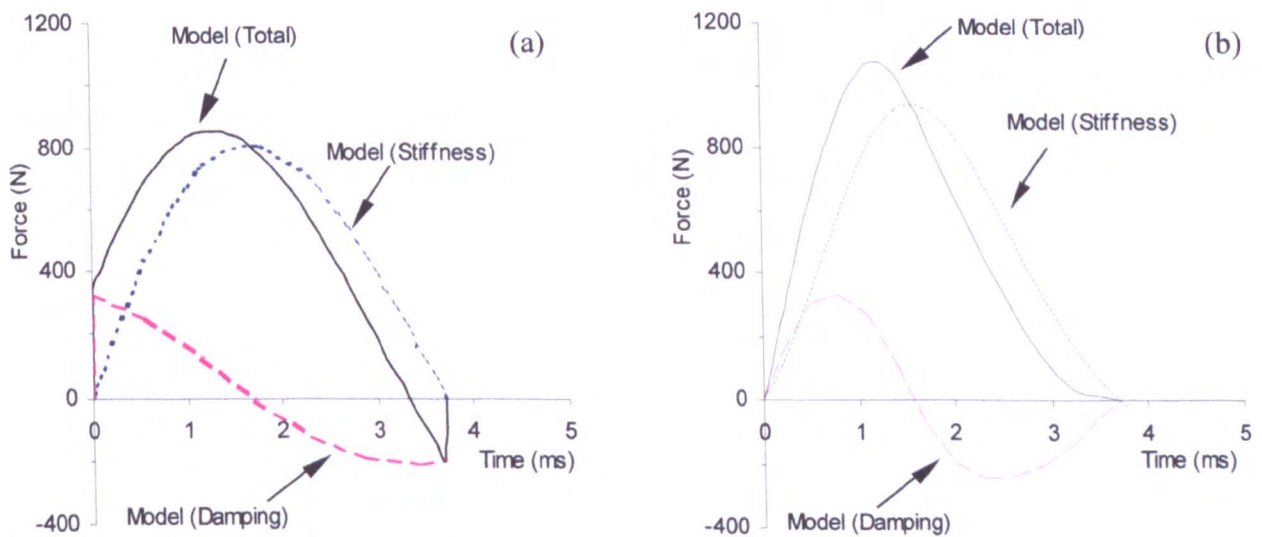 (a)
1200
800
400
0
-400
Force (N)
Model (Total)
Model (Stiffness)
Model (Damping)
0
1
2
3
4
5
Time (ms)
(b)
1200
800
400
0
-400
Force (N)
Model (Total)
Model (Stiffness)
Model (Damping)
0
1
2
3
4
5
Time (ms)